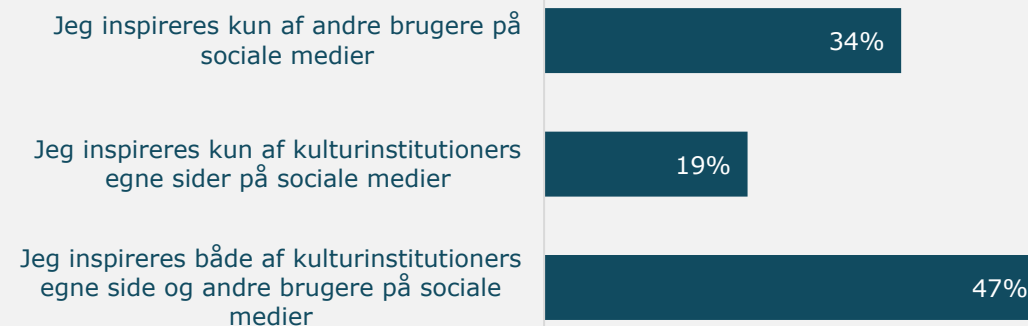 Jeg inspireres kun af andre brugere på
sociale medier
34%
Jeg inspireres kun af kulturinstitutioners
egne sider på sociale medier
19%
Jeg inspireres både af kulturinstitutioners
egne side og andre brugere på sociale
medier
47%